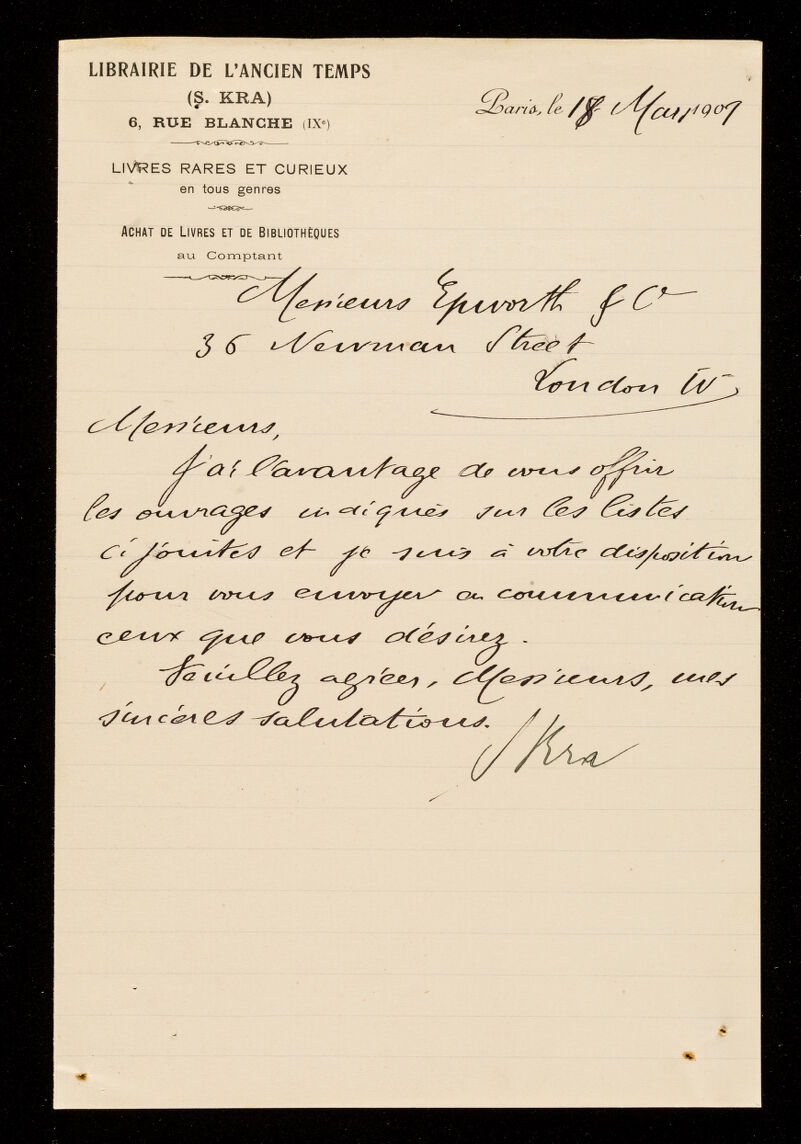 LIBRAIRIE DE L'ANCIEN TEMPS
(S. KRA)
6, RUE BLANCHE (IXe)
LIVRES RARES ET CURIEUX
en tous genres
ACHAT DE LIVRES ET DE BIBLIOTHÈQUES
au Comptant
Paris, le 18 Mars 1909
Messieurs Epworth & Co
36 Newman Street
London W
Messieurs,
J'ai l'avantage de vous offrir
les ouvrages indiqués sur les listes
ci jointes et je suis à votre disposition
pour vous envoyer en communication
ceux que vous désirez.
Veuillez agréer, Messieurs, mes
sincères salutations.
S Kra